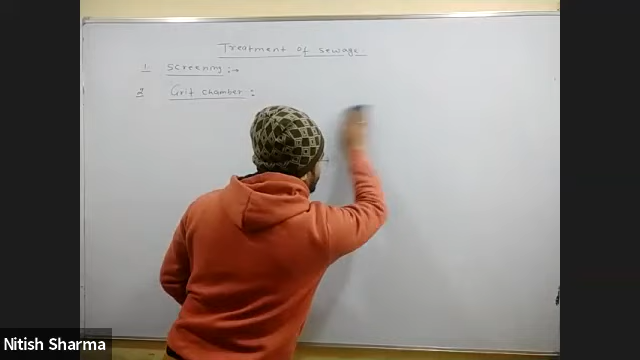 Treatment of sewage.
1. Screening :→
2 Grit chamber :
Nitish Sharma